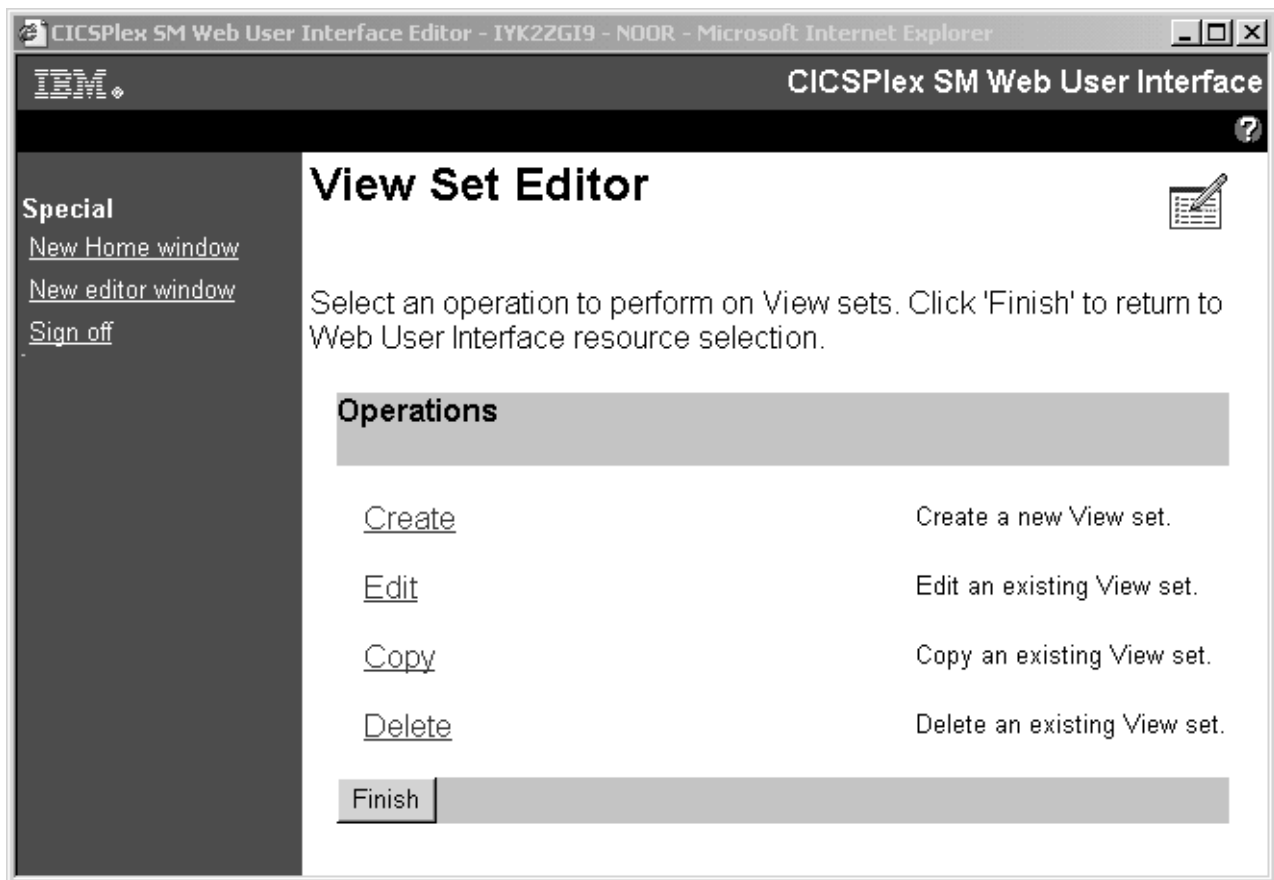 CICSPlex SM Web User Interface Editor - IYK2ZGI9 - NOOR - Microsoft Internet Explorer
IBM.
CICSPlex SM Web User Interface
?
Special
New Home window
New editor window
Sign off
View Set Editor
Select an operation to perform on View sets. Click 'Finish' to return to
Web User Interface resource selection.
Operations
Create
Create a new View set.
Edit
Edit an existing View set.
Copy
Copy an existing View set.
Delete
Delete an existing View set.
Finish